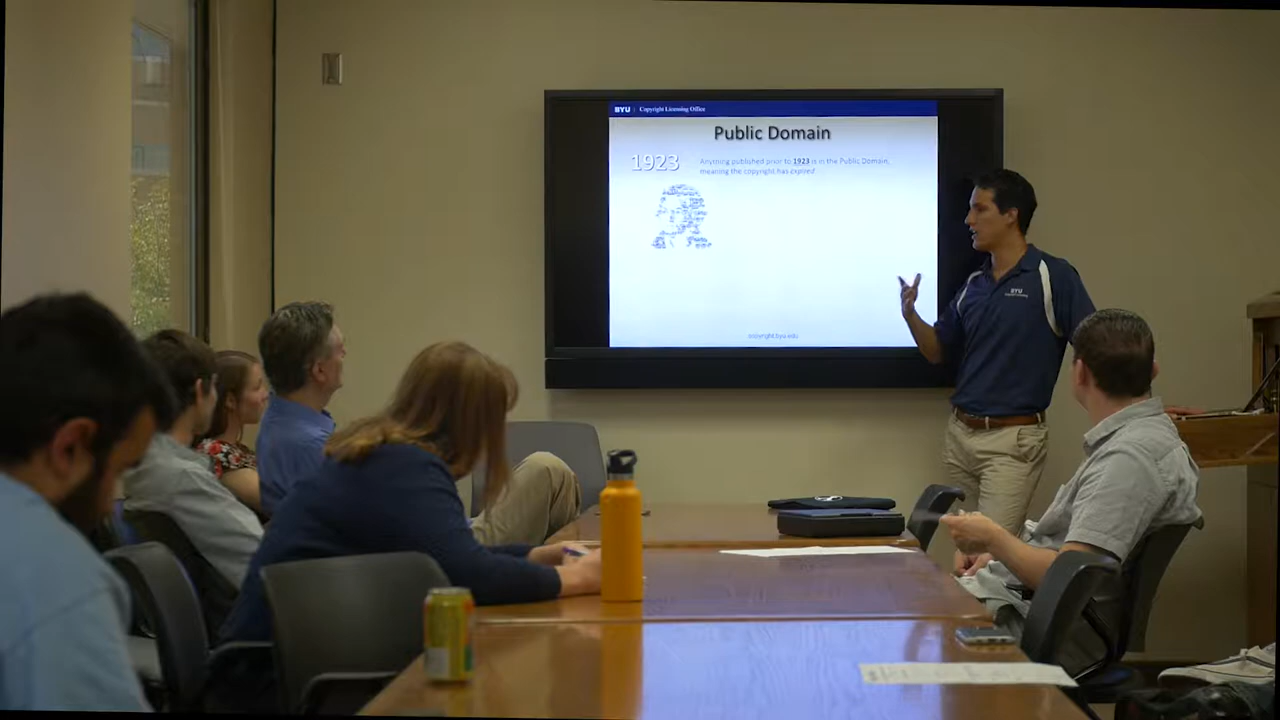 BYU | Copyright Licensing Office
Public Domain
1923
Anything published prior to 1923 is in the Public Domain,
meaning the copyright has expired
copyright.byu.edu
BYU